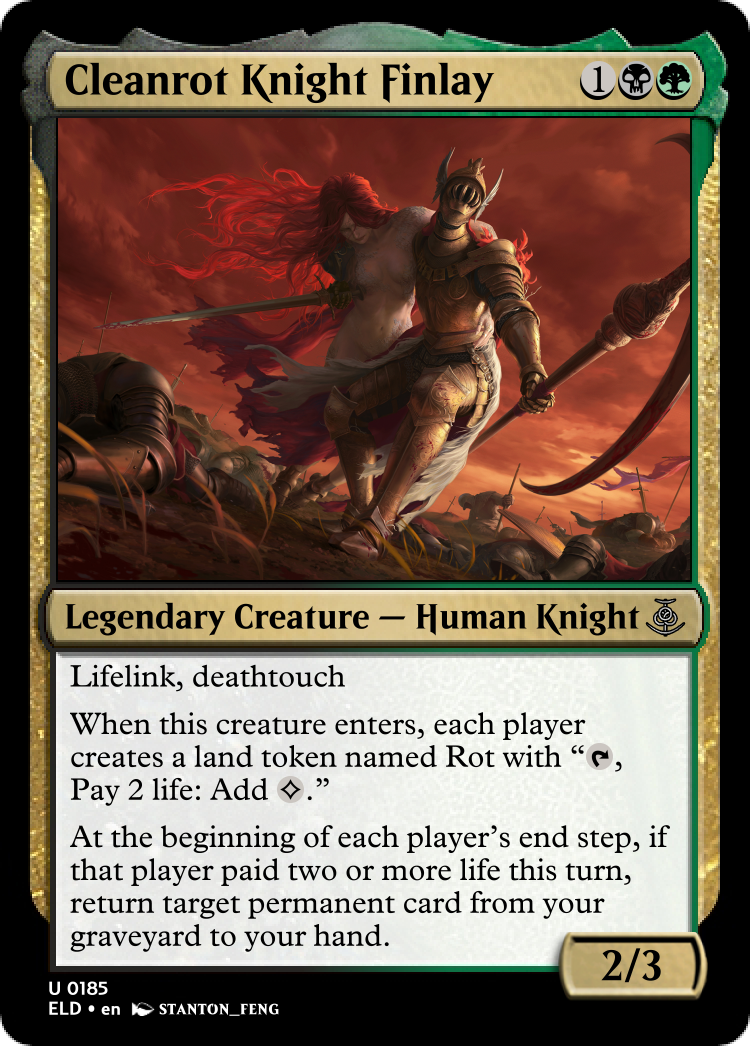 Cleanrot Knight Finlay 1
Legendary Creature — Human Knight
Lifelink, deathtouch
When this creature enters, each player
creates a land token named Rot with “,
Pay 2 life: Add .”
At the beginning of each player’s end step, if
that player paid two or more life this turn,
return target permanent card from your
graveyard to your hand.
2/3
U 0185
ELD • en STANTON_FENG